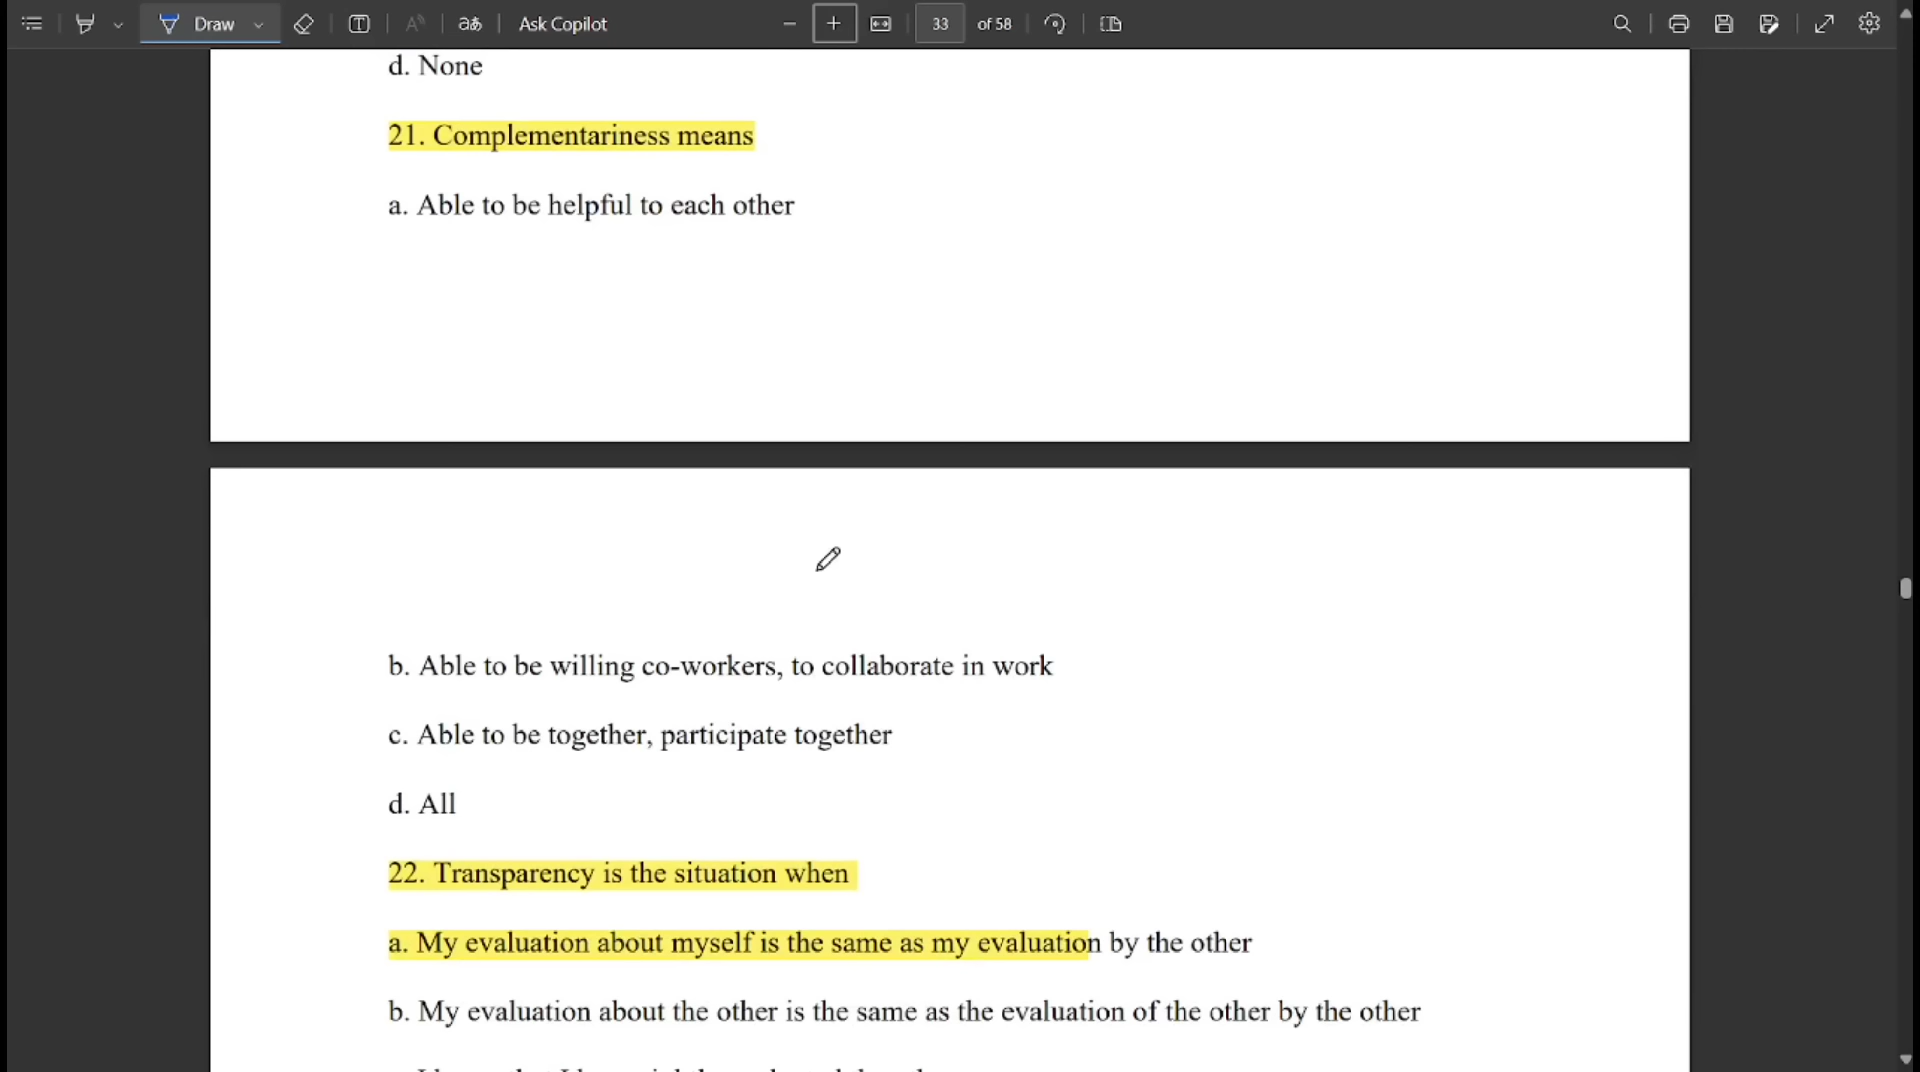 Draw
Ask Copilot
33 of 58
d. None
21. Complementariness means
a. Able to be helpful to each other
b. Able to be willing co-workers, to collaborate in work
c. Able to be together, participate together
d. All
22. Transparency is the situation when
a. My evaluation about myself is the same as my evaluation by the other
b. My evaluation about the other is the same as the evaluation of the other by the other